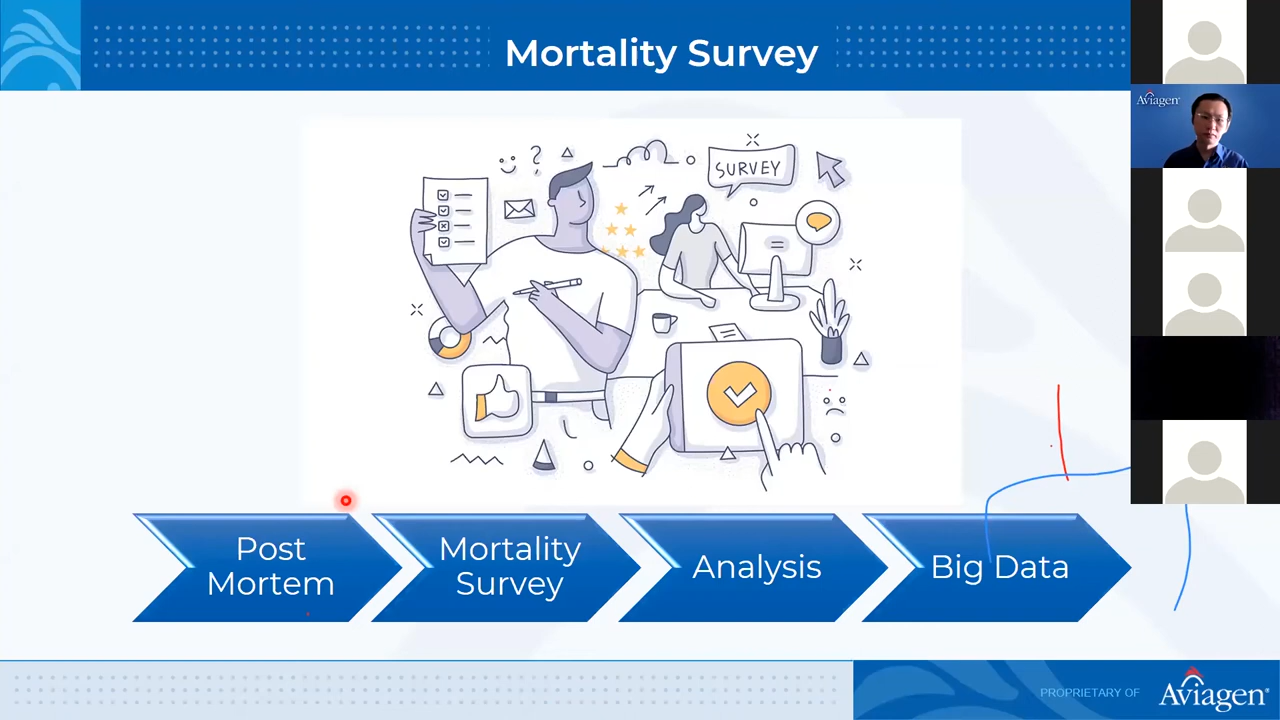 Mortality Survey
Aviagen
?
SURVEY
Post
Mortem
Mortality
Survey
Analysis
Big Data
PROPRIETARY OF
Aviagen®